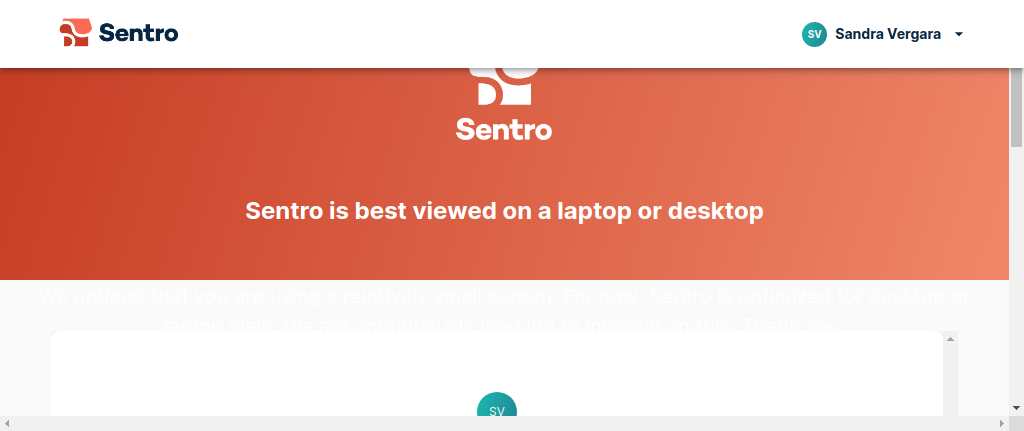 Sentro
SV
Sandra Vergara
Sentro
Sentro is best viewed on a laptop or desktop
We noticed that you are using a relatively small screen. For now, Sentro is optimized for desktop or
laptop view. We are continuously working to improve on this. Thank you.
SV